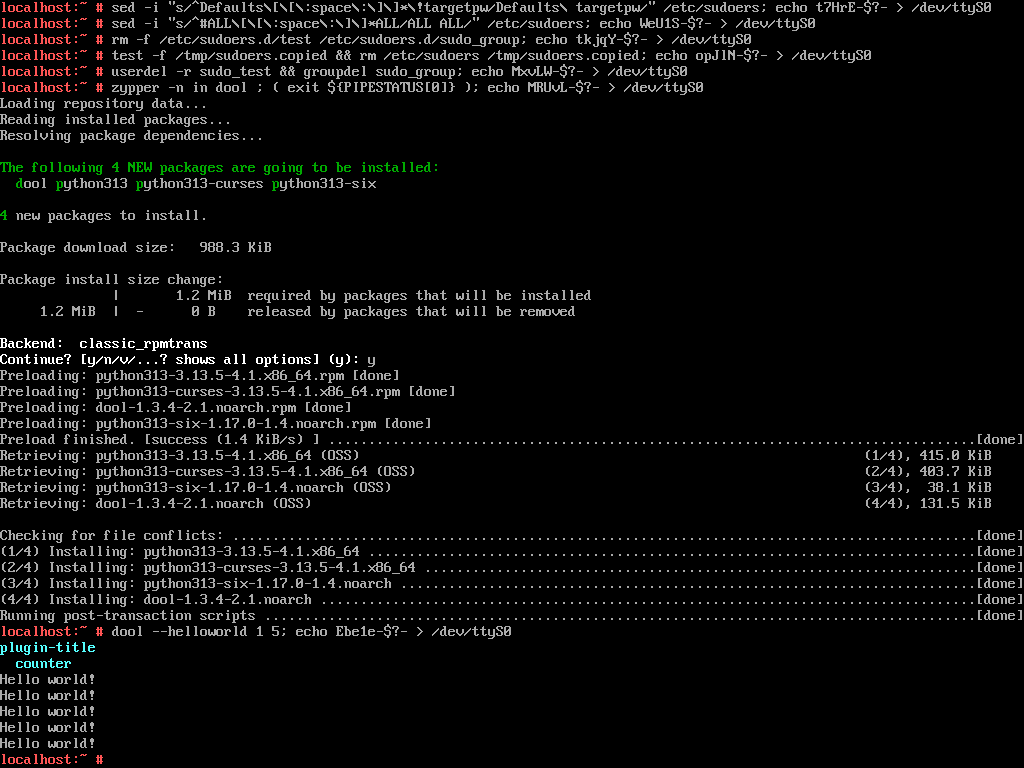 localhost:~ # sed -i "s/^Defaults\[\[\:space\:\]\]*\!targetpw/Defaults\ targetpw/" /etc/sudoers; echo t7HrE-$?- > /dev/ttyS0
localhost:~ # sed -i "s/^#ALL\[\[\:space\:\]\]*ALL/ALL ALL/" /etc/sudoers; echo WeU1S-$?- > /dev/ttyS0
localhost:~ # rm -f /etc/sudoers.d/test /etc/sudoers.d/sudo_group; echo tkjqY-$?- > /dev/ttyS0
localhost:~ # test -f /tmp/sudoers.copied && rm /etc/sudoers /tmp/sudoers.copied; echo opJlN-$?- > /dev/ttyS0
localhost:~ # userdel -r sudo_test && groupdel sudo_group; echo MxvLW-$?- > /dev/ttyS0
localhost:~ # zypper -n in dool ; ( exit ${PIPESTATUS[0]} ); echo MRUvL-$?- > /dev/ttyS0
Loading repository data...
Reading installed packages...
Resolving package dependencies...
The following 4 NEW packages are going to be installed:
  dool python313 python313-curses python313-six
4 new packages to install.
Package download size:   988.3 KiB
Package install size change:
              |       1.2 MiB  required by packages that will be installed
     1.2 MiB  |  -      0 B    released by packages that will be removed
Backend:  classic_rpmtrans
Continue? [y/n/v/...? shows all options] (y): y
Preloading: python313-3.13.5-4.1.x86_64.rpm [done]
Preloading: python313-curses-3.13.5-4.1.x86_64.rpm [done]
Preloading: dool-1.3.4-2.1.noarch.rpm [done]
Preloading: python313-six-1.17.0-1.4.noarch.rpm [done]
Preload finished. [success (1.4 KiB/s) ] .................................................................................[done]
Retrieving: python313-3.13.5-4.1.x86_64 (OSS)                                                               (1/4), 415.0 KiB
Retrieving: python313-curses-3.13.5-4.1.x86_64 (OSS)                                                        (2/4), 403.7 KiB
Retrieving: python313-six-1.17.0-1.4.noarch (OSS)                                                           (3/4),  38.1 KiB
Retrieving: dool-1.3.4-2.1.noarch (OSS)                                                                     (4/4), 131.5 KiB
Checking for file conflicts: .............................................................................................[done]
(1/4) Installing: python313-3.13.5-4.1.x86_64 ............................................................................[done]
(2/4) Installing: python313-curses-3.13.5-4.1.x86_64 .....................................................................[done]
(3/4) Installing: python313-six-1.17.0-1.4.noarch ........................................................................[done]
(4/4) Installing: dool-1.3.4-2.1.noarch ..................................................................................[done]
Running post-transaction scripts .........................................................................................[done]
localhost:~ # dool --helloworld 1 5; echo Ebe1e-$?- > /dev/ttyS0
plugin-title
  counter
Hello world!
Hello world!
Hello world!
Hello world!
Hello world!
localhost:~ #